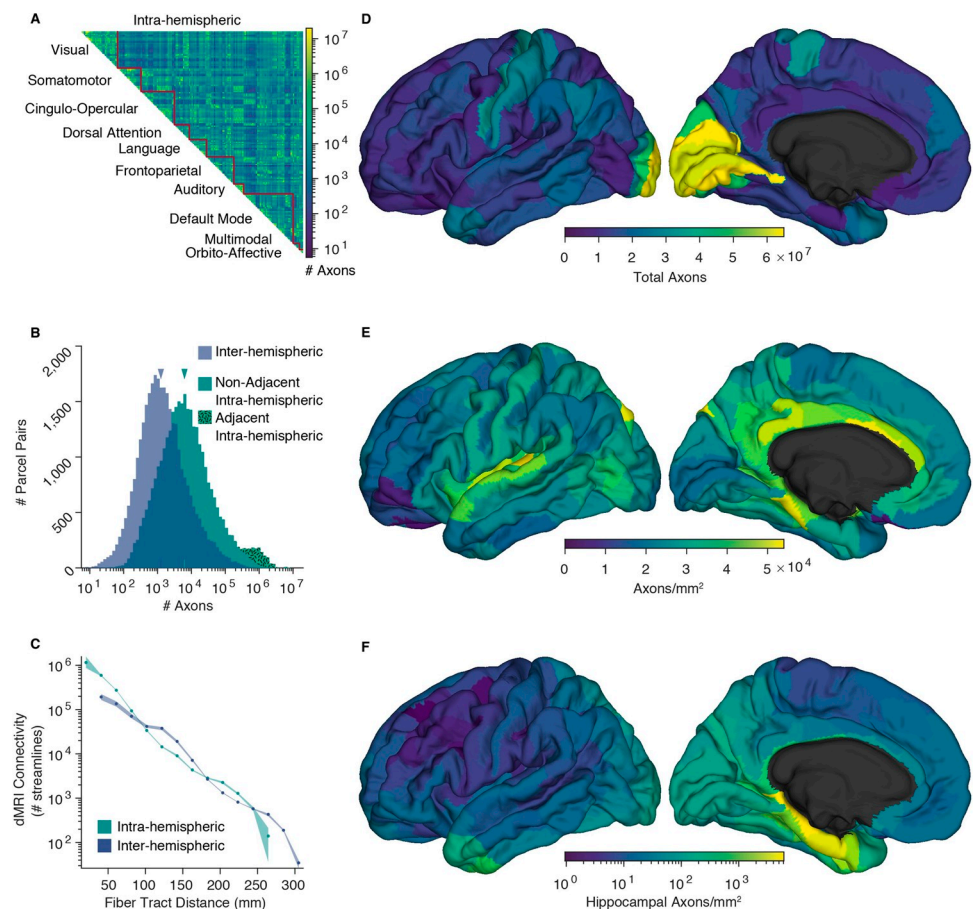 A
Intra-hemispheric
Visual
Somatomotor
Cingulo-Opercular
Dorsal Attention
Language
Frontoparietal
Auditory
Default Mode
Multimodal
Orbito-Affective
10⁷
10⁶
10⁵
10⁴
10³
10²
10¹
# Axons
D
0 1 2 3 4 5 6 ×10⁷
Total Axons
B
2,000
1,500
1,000
500
0
# Parcel Pairs
Inter-hemispheric
Non-Adjacent
Intra-hemispheric
Adjacent
Intra-hemispheric
10¹ 10² 10³ 10⁴ 10⁵ 10⁶ 10⁷
# Axons
E
0 1 2 3 4 5 ×10⁴
Axons/mm²
C
10⁶
10⁵
10⁴
10³
10²
dMRI Connectivity
(# streamlines)
Intra-hemispheric
Inter-hemispheric
50 100 150 200 250 300
Fiber Tract Distance (mm)
F
10⁰ 10¹ 10² 10³
Hippocampal Axons/mm²